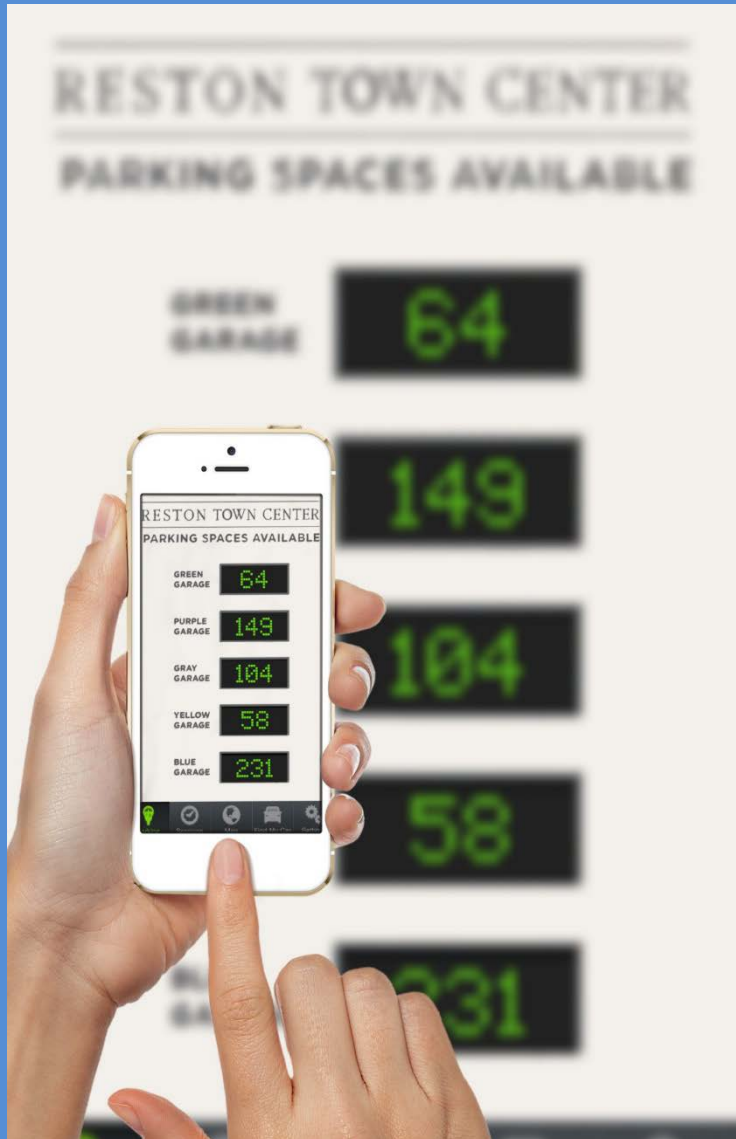 RESTON TOWN CENTER
PARKING SPACES AVAILABLE
GREEN
GARAGE
64
149
104
58
231
RESTON TOWN CENTER
PARKING SPACES AVAILABLE
GREEN
GARAGE
64
PURPLE
GARAGE
149
GRAY
GARAGE
104
YELLOW
GARAGE
58
BLUE
GARAGE
231